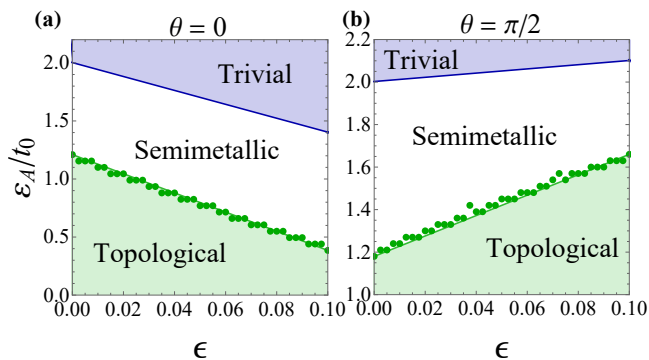 (a)
θ = 0
ε_A/t_0
2.0
1.5
1.0
0.5
0.0
Trivial
Semimetallic
Topological
0.00 0.02 0.04 0.06 0.08 0.10
ϵ
(b)
θ = π/2
2.2
2.0
1.8
1.6
1.4
1.2
1.0
Trivial
Semimetallic
Topological
0.00 0.02 0.04 0.06 0.08 0.10
ϵ